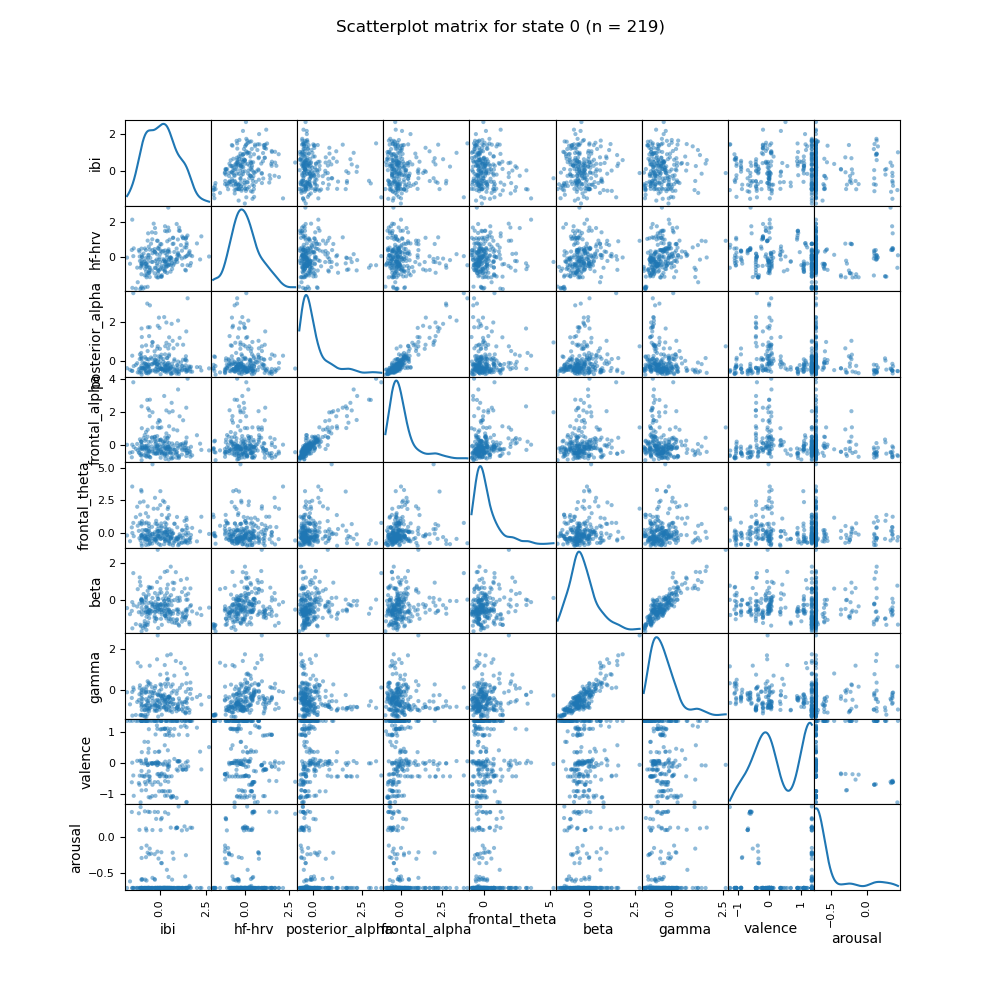 Scatterplot matrix for state 0 (n = 219)
ibi
2
0
hf-hrv
2
0
posterior_alpha
2
0
frontal_alpha
4
2
0
frontal_theta
5.0
2.5
0.0
beta
2
0
gamma
2
0
valence
1
0
−1
arousal
0.0
−0.5
0.0 2.5 0.0 2.5 0.0 2.5 0.0 2.5 0 5 0.0 2.5 0.0 2.5 −1 0 1 −0.5 0.0
ibi hf-hrv posterior_alpha frontal_alpha frontal_theta beta gamma valence arousal